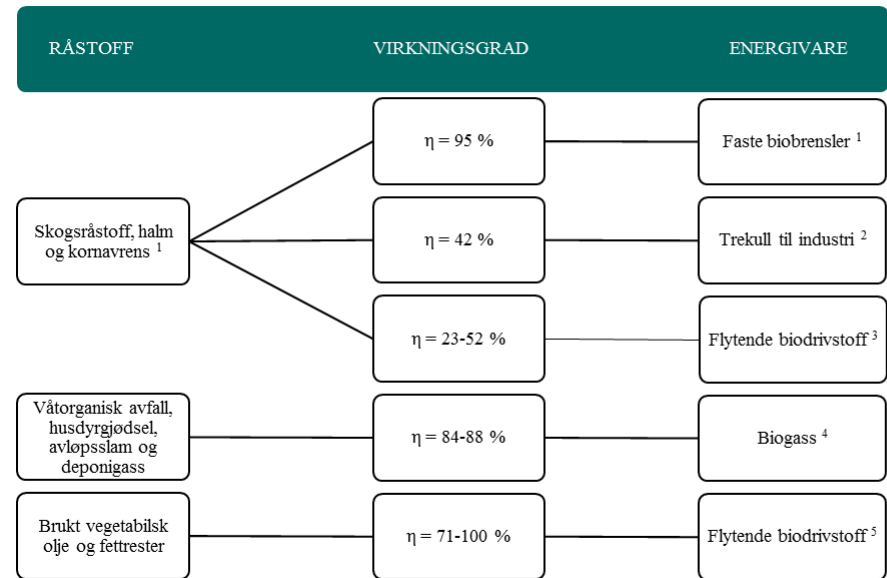 RÅSTOFF
VIRKNINGSGRAD
ENERGIVARE
η = 95 %
Faste biobrensler ¹
Skogsråstoff, halm
og kornavrens ¹
η = 42 %
Trekull til industri ²
η = 23-52 %
Flytende biodrivstoff ³
Våtorganisk avfall,
husdyrgjødsel,
avløpsslam og
deponigass
η = 84-88 %
Biogass ⁴
Brukt vegetabilsk
olje og fettrester
η = 71-100 %
Flytende biodrivstoff ⁵